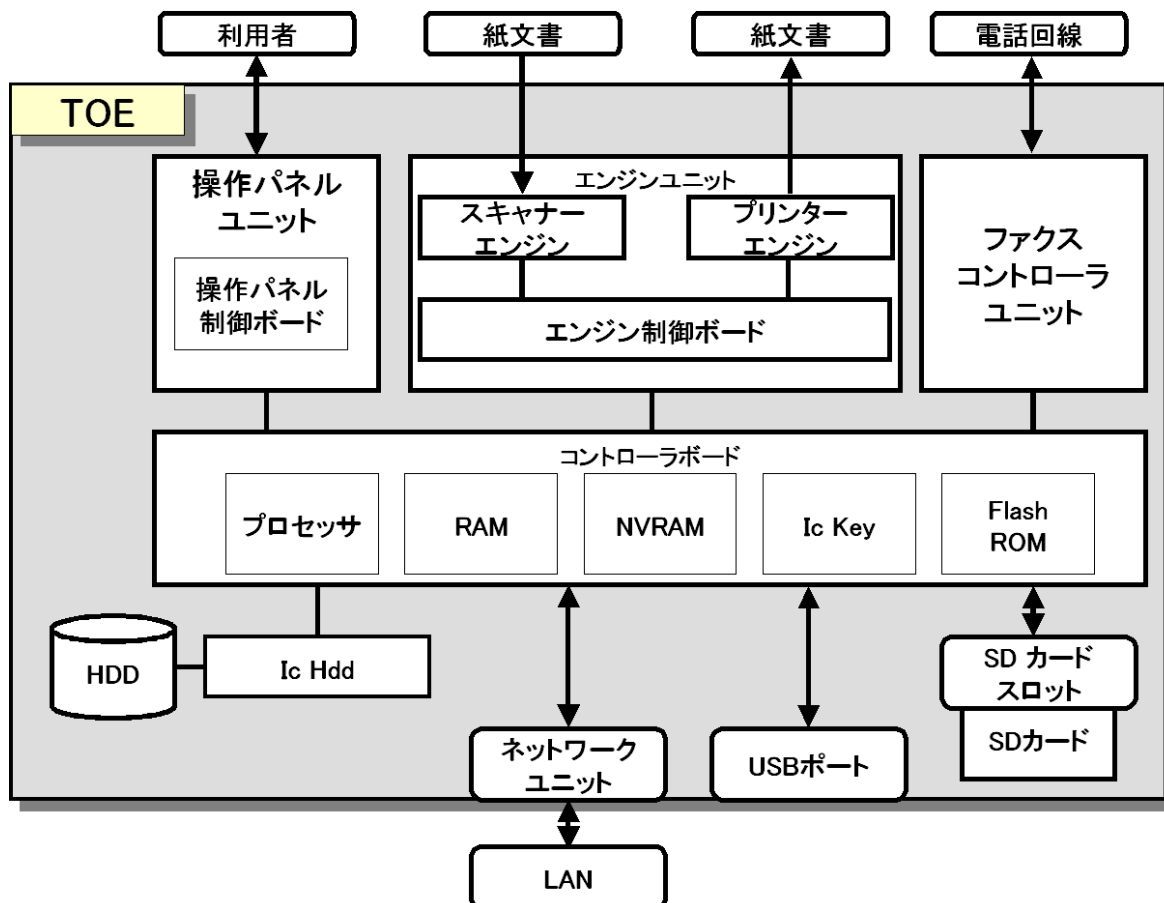 利用者
紙文書
紙文書
電話回線
TOE
操作パネル
ユニット
操作パネル
制御ボード
エンジンユニット
スキャナー
エンジン
プリンター
エンジン
エンジン制御ボード
ファクス
コントローラ
ユニット
コントローラボード
プロセッサ
RAM
NVRAM
Ic Key
Flash
ROM
HDD
Ic Hdd
SD カード
スロット
SDカード
ネットワーク
ユニット
USBポート
LAN